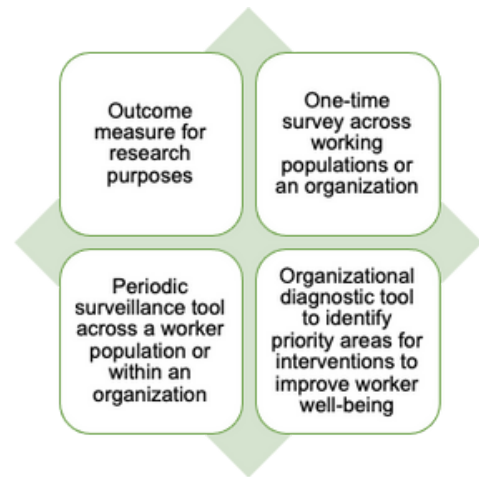 Outcome
measure for
research
purposes
One-time
survey across
working
populations or
an organization
Periodic
surveillance tool
across a worker
population or
within an
organization
Organizational
diagnostic tool
to identify
priority areas for
interventions to
improve worker
well-being